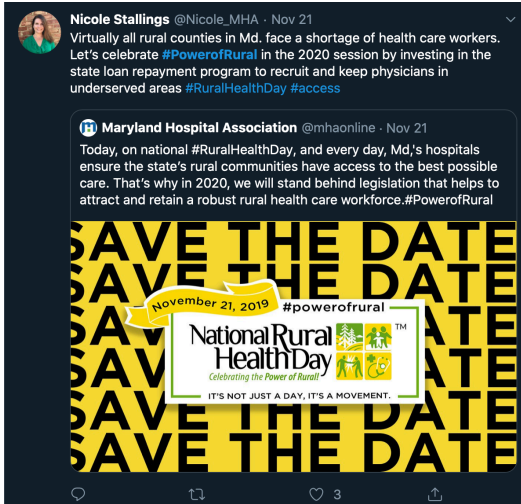 Nicole Stallings @Nicole_MHA · Nov 21
Virtually all rural counties in Md. face a shortage of health care workers.
Let's celebrate #PowerofRural in the 2020 session by investing in the
state loan repayment program to recruit and keep physicians in
underserved areas #RuralHealthDay #access
Maryland Hospital Association @mhaonline · Nov 21
Today, on national #RuralHealthDay, and every day, Md,'s hospitals
ensure the state's rural communities have access to the best possible
care. That's why in 2020, we will stand behind legislation that helps to
attract and retain a robust rural health care workforce.#PowerofRural
SAVE THE DATE
SAVE THE DATE
November 21, 2019
#powerofrural
National Rural
Health Day
TM
Celebrating the Power of Rural!
IT'S NOT JUST A DAY, IT'S A MOVEMENT.
SAVE THE DATE
SAVE THE DATE
3